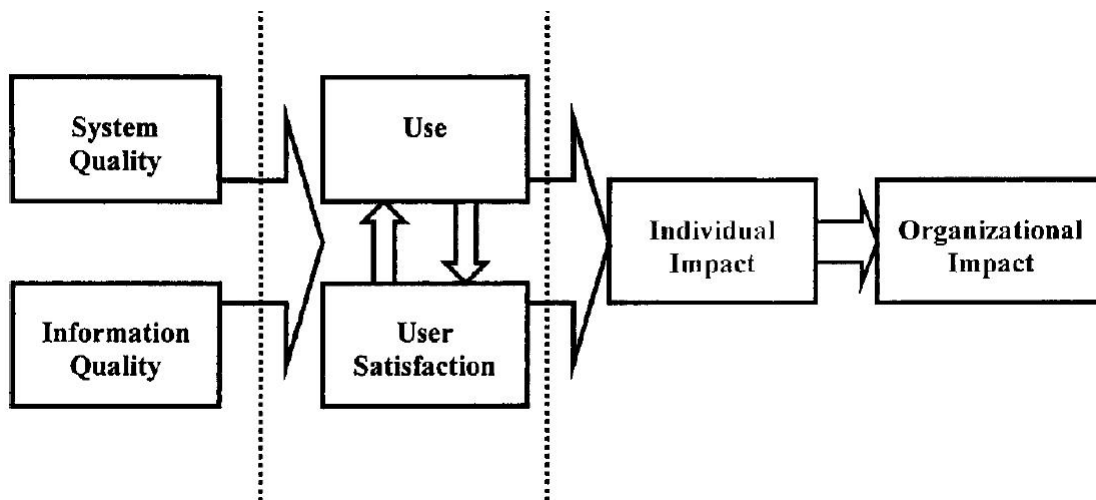 System
Quality
Use
Individual
Impact
Organizational
Impact
Information
Quality
User
Satisfaction